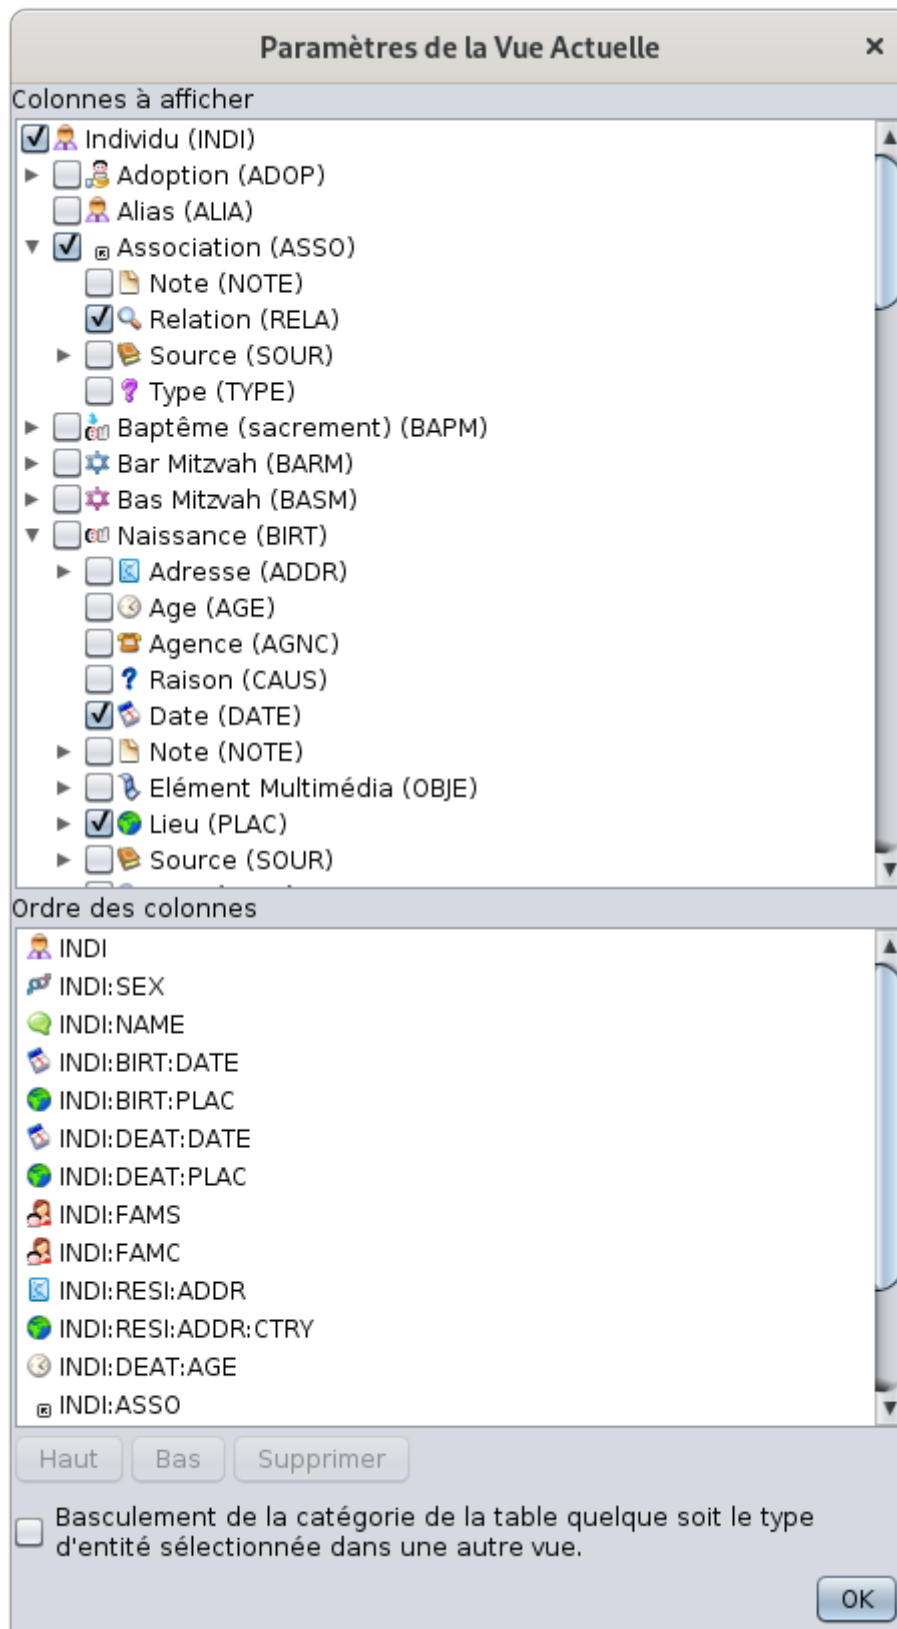 Paramètres de la Vue Actuelle
Colonnes à afficher
Individu (INDI)
Adoption (ADOP)
Alias (ALIA)
Association (ASSO)
Note (NOTE)
Relation (RELA)
Source (SOUR)
Type (TYPE)
Baptême (sacrement) (BAPM)
Bar Mitzvah (BARM)
Bas Mitzvah (BASM)
Naissance (BIRT)
Adresse (ADDR)
Age (AGE)
Agence (AGNC)
Raison (CAUS)
Date (DATE)
Note (NOTE)
Elément Multimédia (OBJE)
Lieu (PLAC)
Source (SOUR)
Ordre des colonnes
INDI
INDI:SEX
INDI:NAME
INDI:BIRT:DATE
INDI:BIRT:PLAC
INDI:DEAT:DATE
INDI:DEAT:PLAC
INDI:FAMS
INDI:FAMC
INDI:RESI:ADDR
INDI:RESI:ADDR:CTRY
INDI:DEAT:AGE
INDI:ASSO
Haut Bas Supprimer
Basculement de la catégorie de la table quelque soit le type
d'entité sélectionnée dans une autre vue.
OK